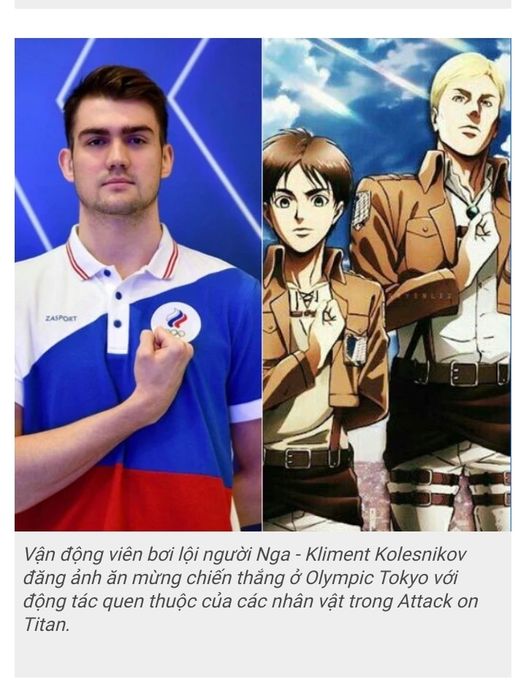 ZASPORT
Vận động viên bơi lội người Nga - Kliment Kolesnikov
đăng ảnh ăn mừng chiến thắng ở Olympic Tokyo với
động tác quen thuộc của các nhân vật trong Attack on
Titan.